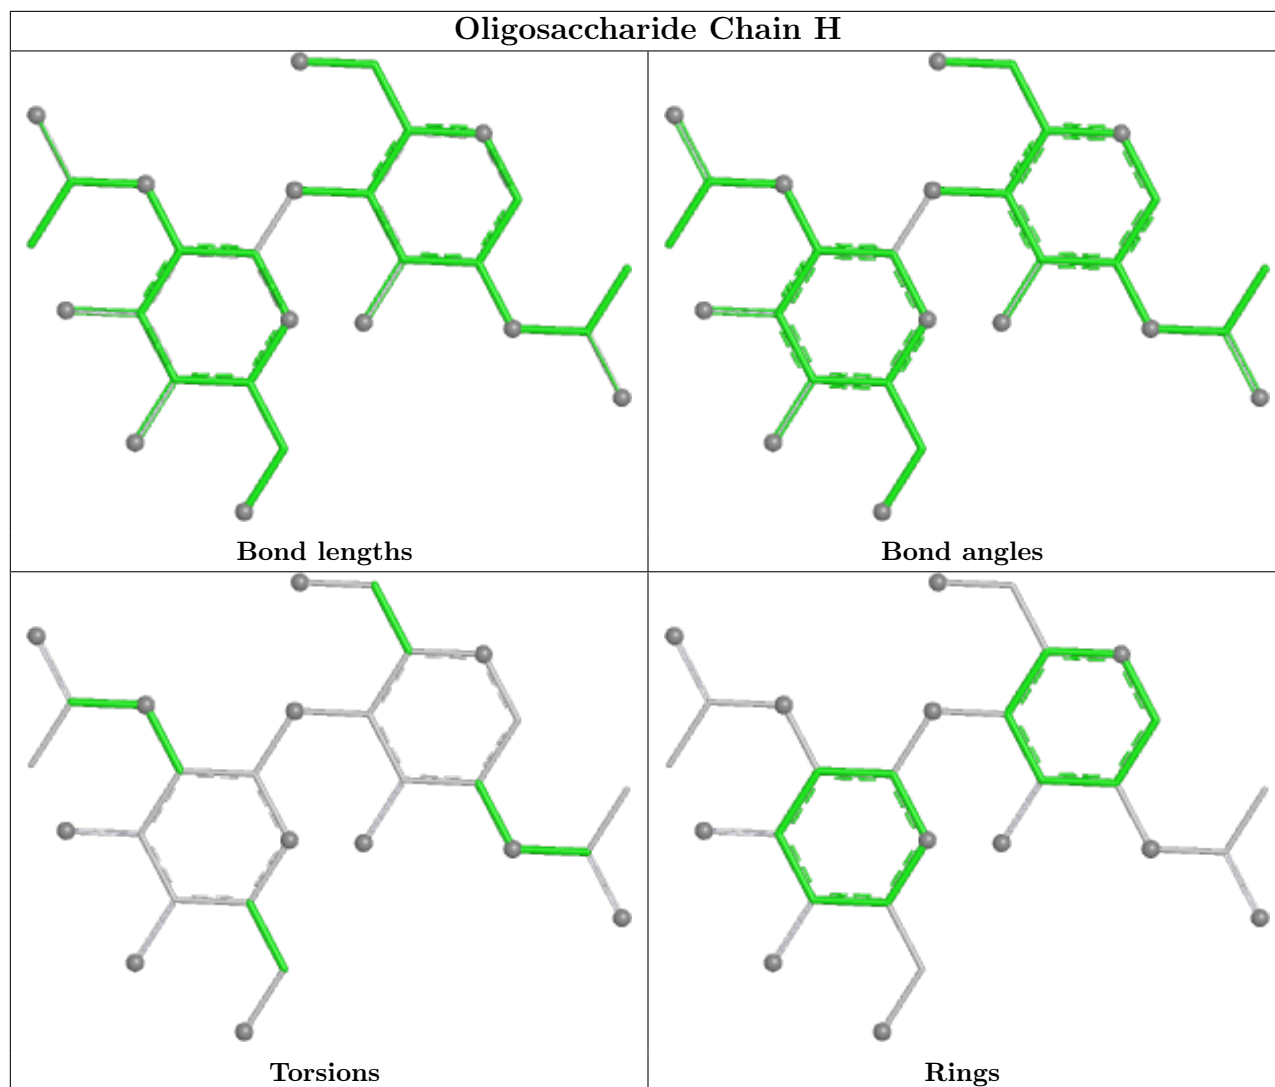 Oligosaccharide Chain H
Bond lengths
Bond angles
Torsions
Rings